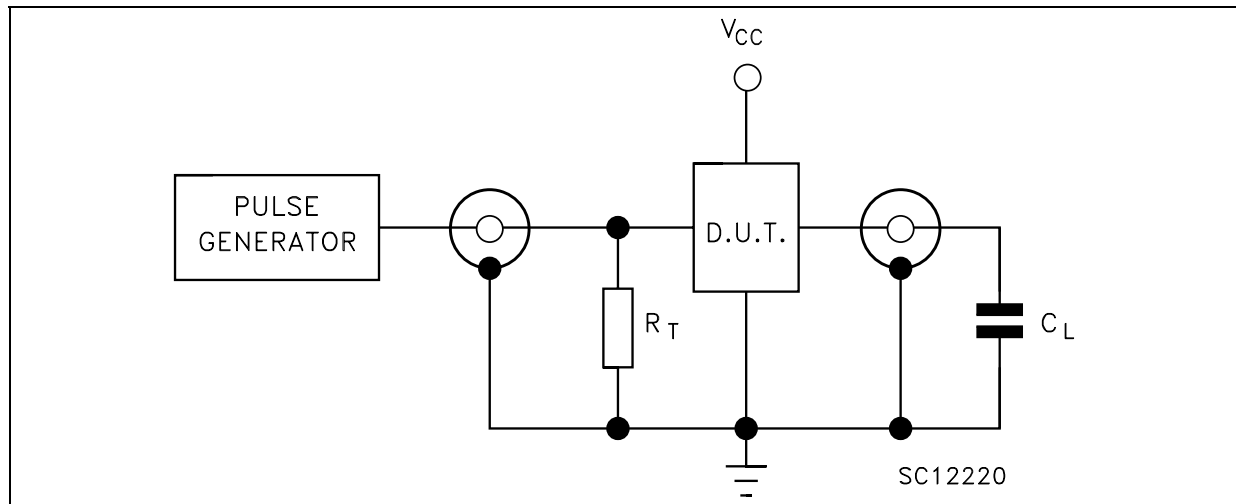 VCC
PULSE
GENERATOR
D.U.T.
RT
CL
SC12220